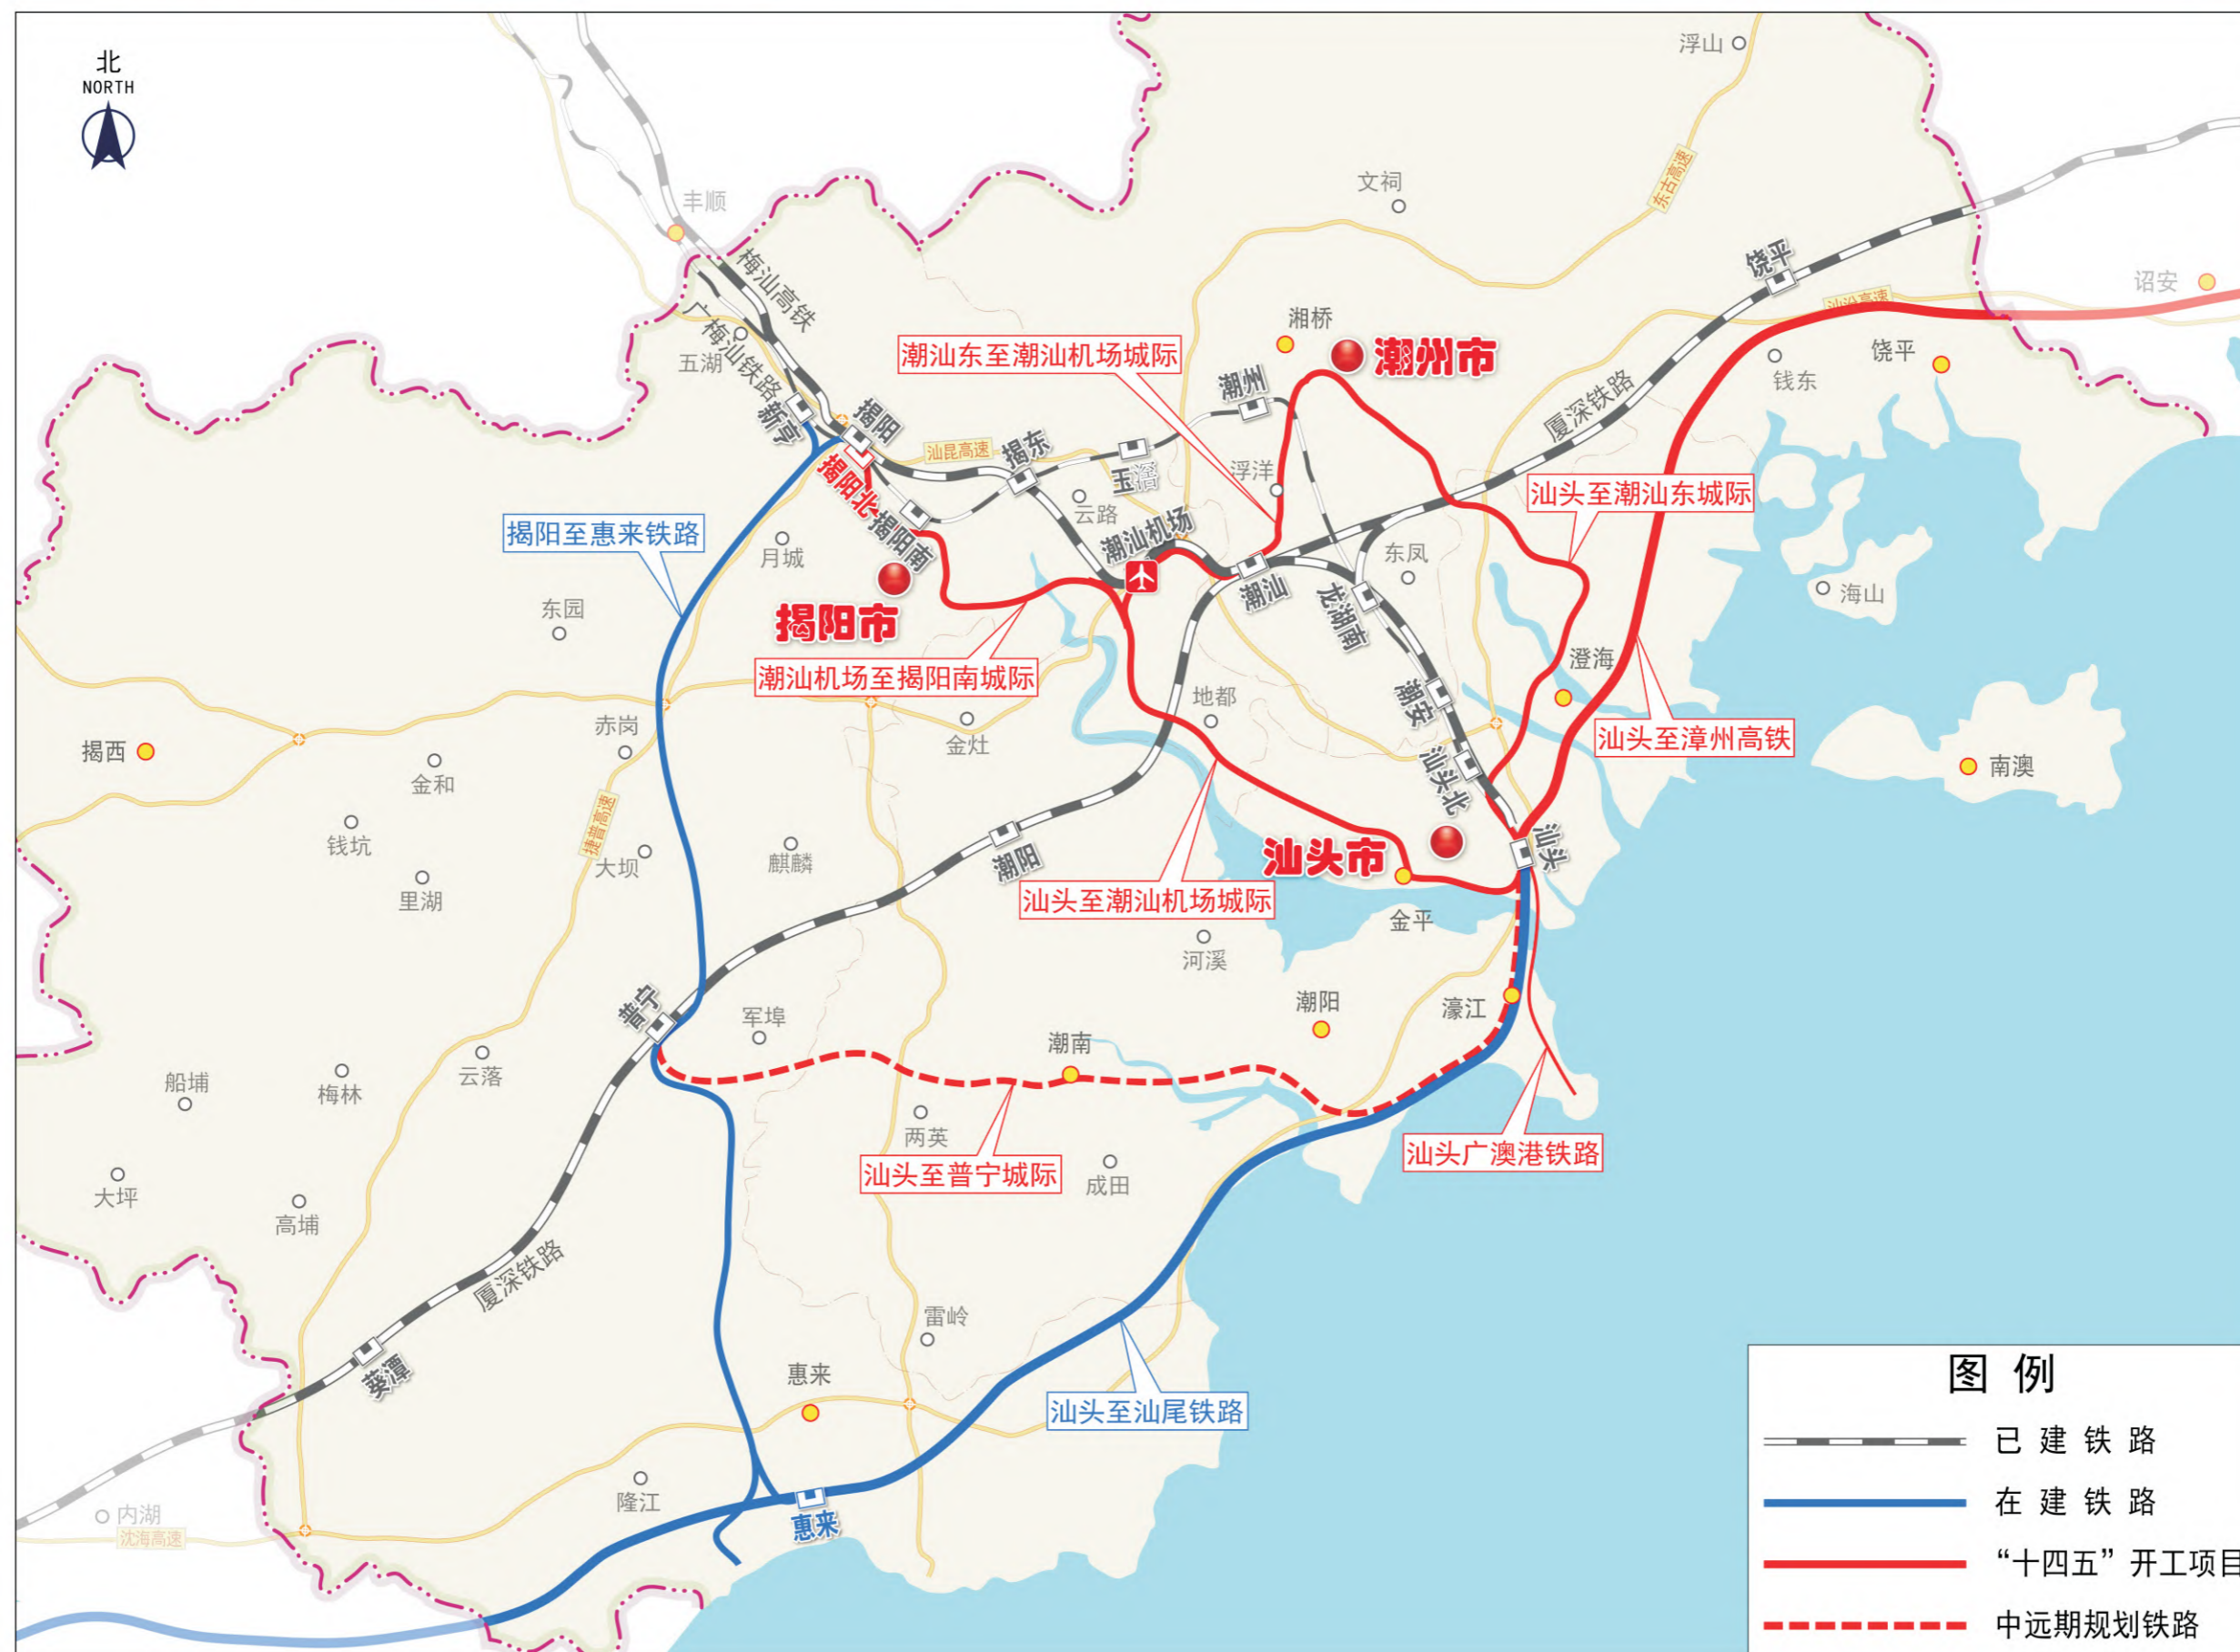 北
NORTH
浮山
文祠
东古高速
丰顺
梅汕高铁
广梅汕铁路
五湖
饶平
汕汾高速
诏安
湘桥
潮汕东至潮汕机场城际
潮州市
潮州
饶平
钱东
厦深铁路
新亨
揭阳
揭阳北
汕昆高速
揭东
玉滘
浮洋
云路
汕头至潮汕东城际
揭阳至惠来铁路
揭阳南
月城
潮汕机场
潮汕
东凤
龙湖南
海山
东园
揭阳市
潮汕机场至揭阳南城际
澄海
地都
潮安
汕头至漳州高铁
赤岗
金灶
揭西
金和
汕头北
南澳
捷普高速
钱坑
大坝
麒麟
潮阳
汕头市
汕头
里湖
汕头至潮汕机场城际
金平
河溪
普宁
军埠
潮阳
濠江
潮南
船埔
梅林
云落
两英
汕头至普宁城际
成田
汕头广澳港铁路
大坪
高埔
厦深铁路
雷岭
葵潭
惠来
汕头至汕尾铁路
隆江
惠来
内湖
沈海高速
图例
已建铁路
在建铁路
“十四五”开工项目
中远期规划铁路